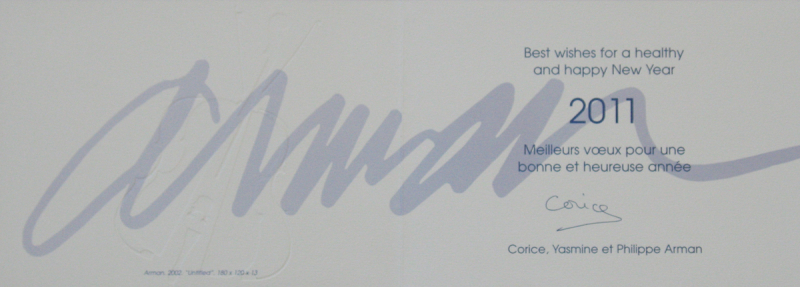 arman
Best wishes for a healthy
and happy New Year
2011
Meilleurs vœux pour une
bonne et heureuse année
Corice
Corice, Yasmine et Philippe Arman
Arman. 2002. "Untitled".